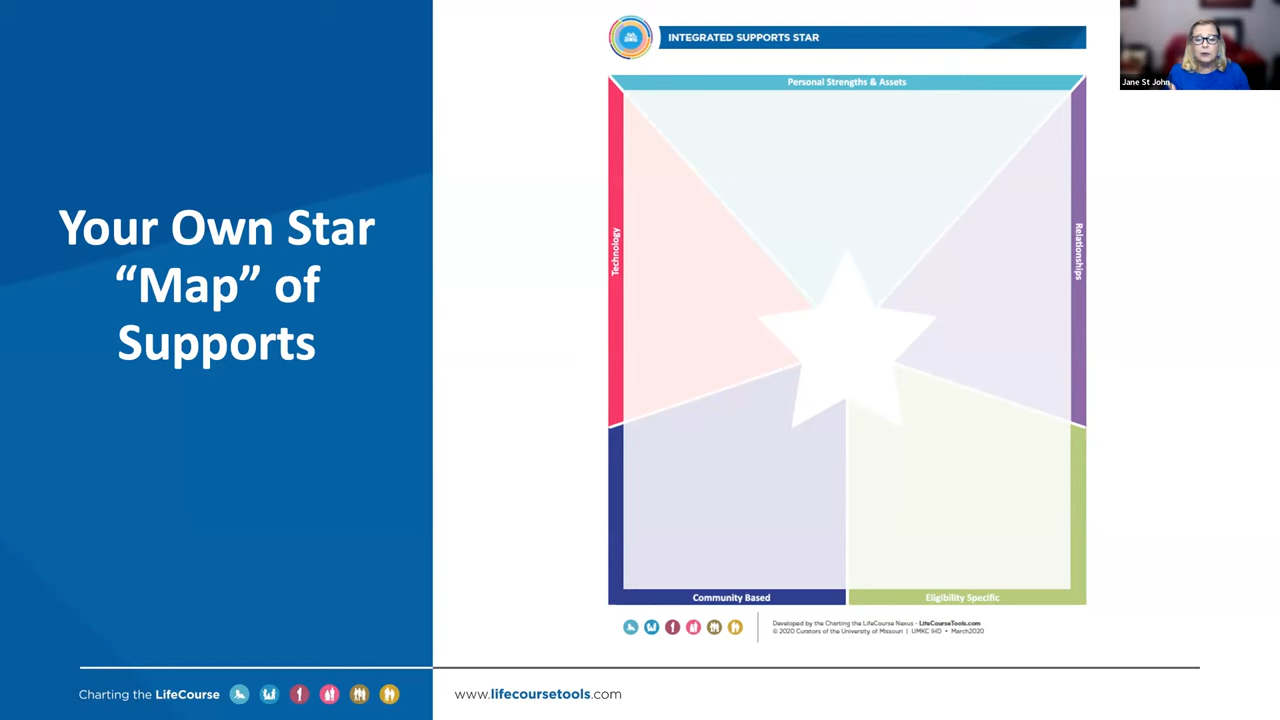 Your Own Star
“Map” of
Supports
INTEGRATED SUPPORTS STAR
Personal Strengths & Assets
Technology
Relationships
Community Based
Eligibility Specific
Developed by the Charting the LifeCourse Nexus - LifeCourseTools.com
© 2020 Curators of the University of Missouri | UMKC IHD • March2020
Charting the LifeCourse
www.lifecoursetools.com
Jane St John